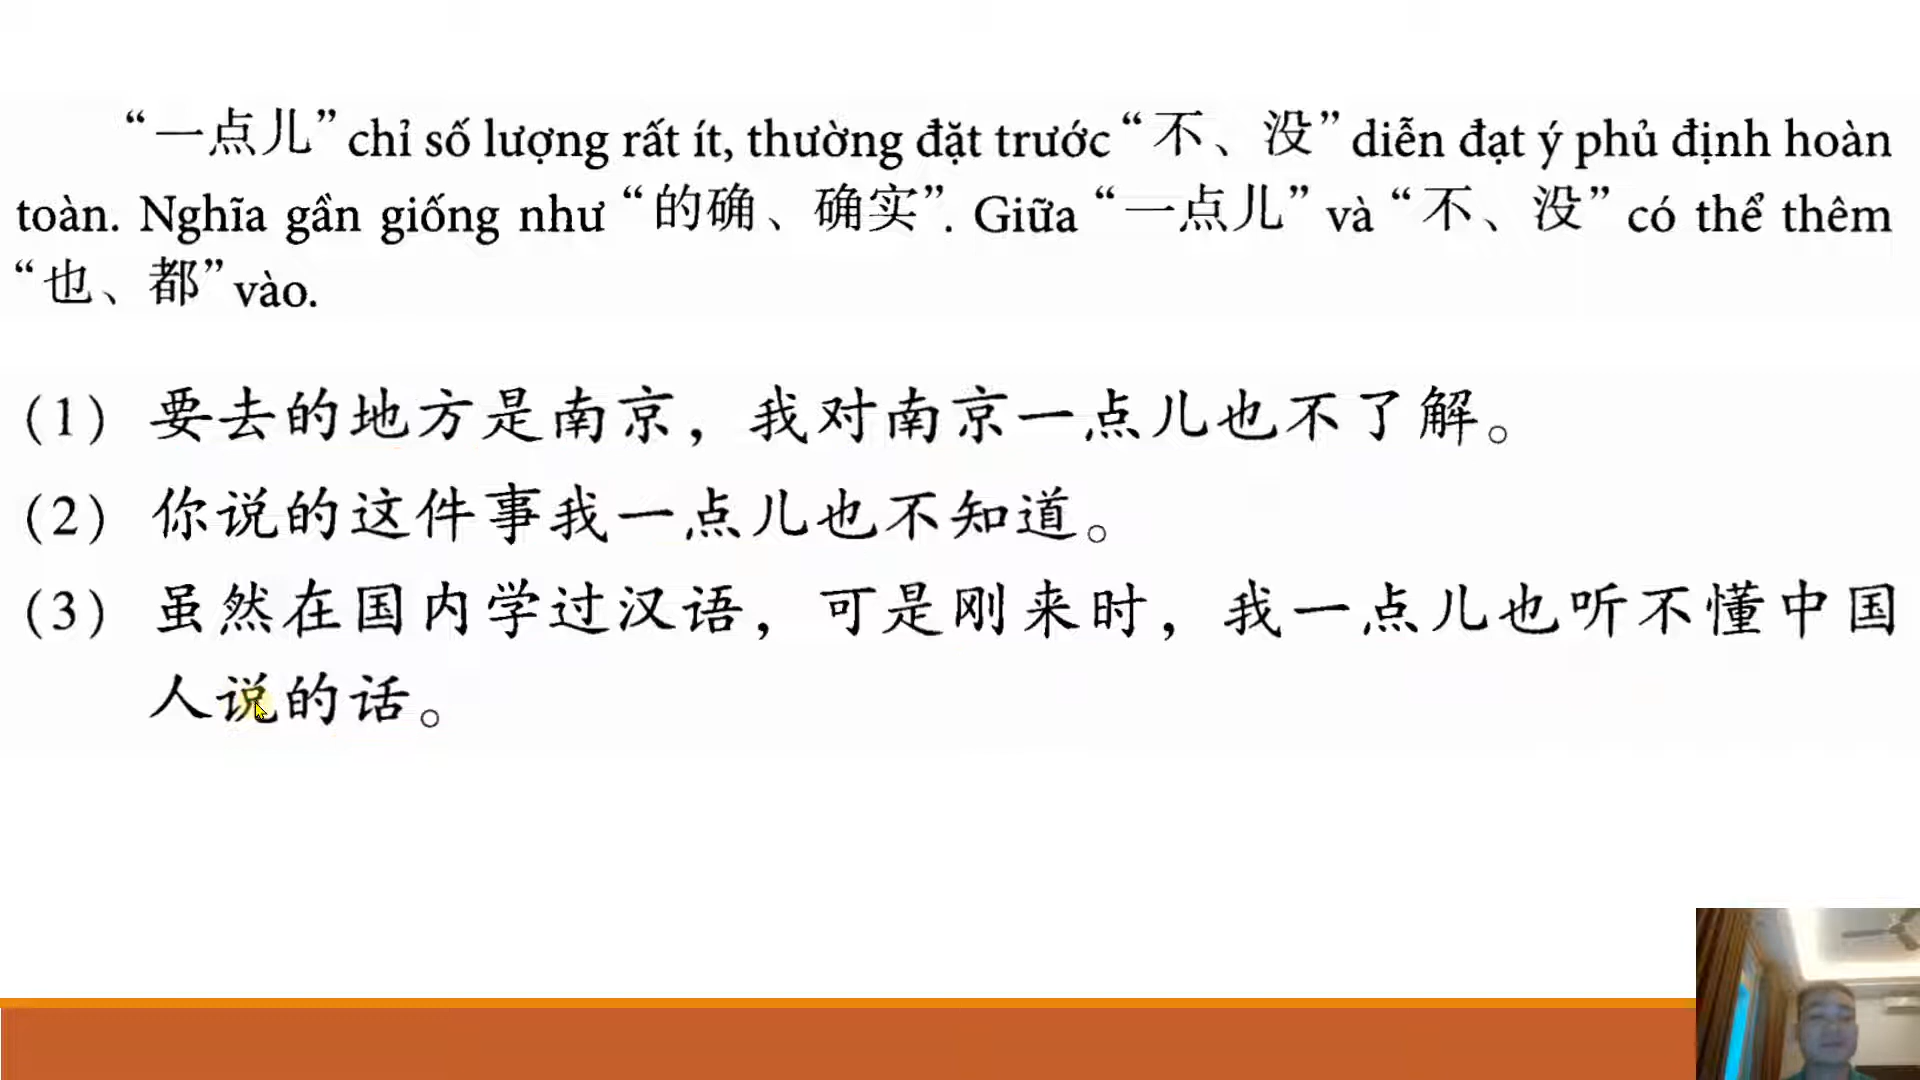 “一点儿” chỉ số lượng rất ít, thường đặt trước “不、没” diễn đạt ý phủ định hoàn
toàn. Nghĩa gần giống như “的确、确实”. Giữa “一点儿” và “不、没” có thể thêm
“也、都” vào.
(1) 要去的地方是南京，我对南京一点儿也不了解。
(2) 你说的这件事我一点儿也不知道。
(3) 虽然在国内学过汉语，可是刚来时，我一点儿也听不懂中国
人说的话。